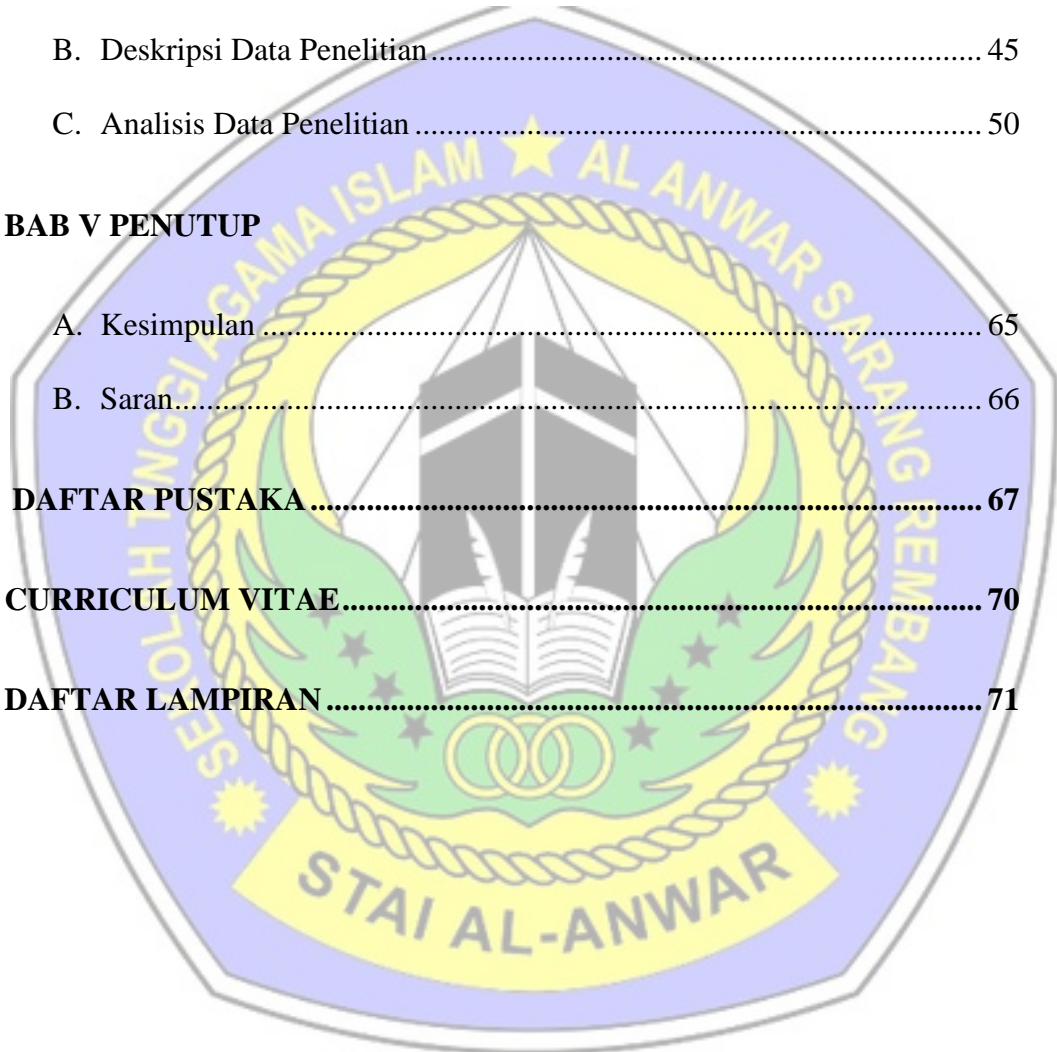 B. Deskripsi Data Penelitian ........ 45
C. Analisis Data Penelitian ........ 50
BAB V PENUTUP
A. Kesimpulan ........ 65
B. Saran ........ 66
DAFTAR PUSTAKA ........ 67
CURRICULUM VITAE ........ 70
DAFTAR LAMPIRAN ........ 71
SEKOLAH TINGGI AGAMA ISLAM AL ANWAR SARANG REMBANG
STAI AL-ANWAR